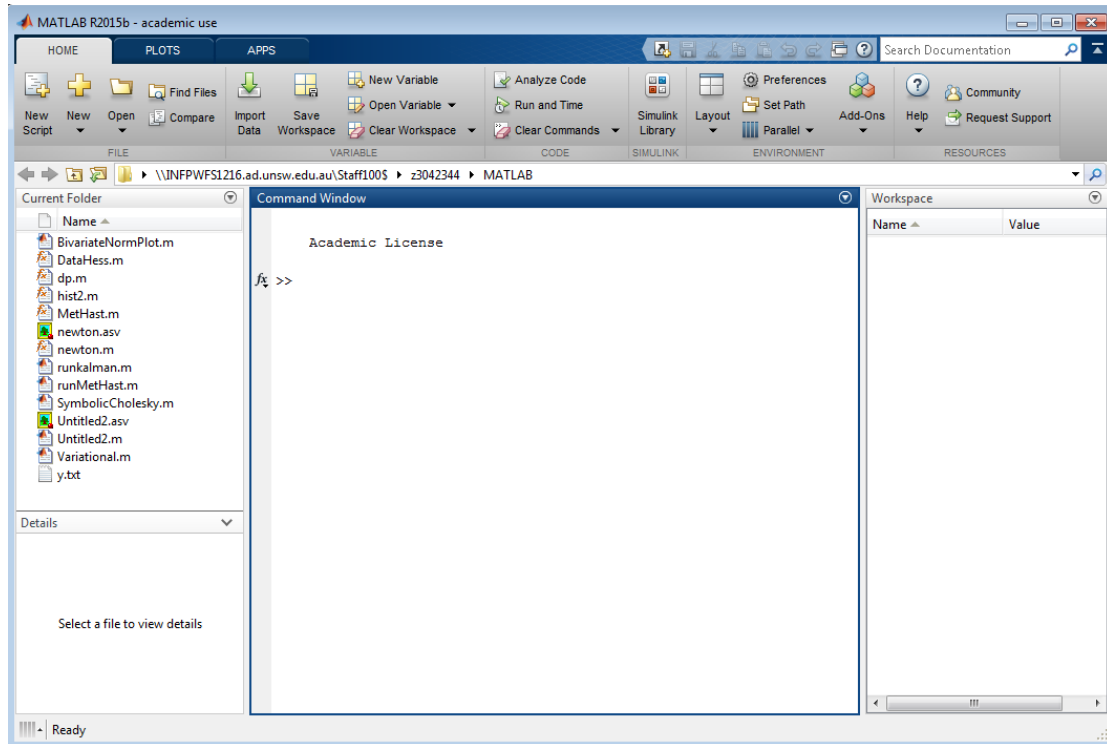 MATLAB R2015b - academic use
HOME PLOTS APPS
Search Documentation
New Script
New
Open
Find Files
Compare
FILE
Import Data
Save Workspace
New Variable
Open Variable
Clear Workspace
VARIABLE
Analyze Code
Run and Time
Clear Commands
CODE
Simulink Library
SIMULINK
Layout
Preferences
Set Path
Parallel
Add-Ons
ENVIRONMENT
Help
Community
Request Support
RESOURCES
\\INFPWFS1216.ad.unsw.edu.au\Staff100$ z3042344 MATLAB
Current Folder
Name
BivariateNormPlot.m
DataHess.m
dp.m
hist2.m
MetHast.m
newton.asv
newton.m
runkalman.m
runMetHast.m
SymbolicCholesky.m
Untitled2.asv
Untitled2.m
Variational.m
y.txt
Details
Select a file to view details
Command Window
Academic License
fx >>
Workspace
Name Value
Ready